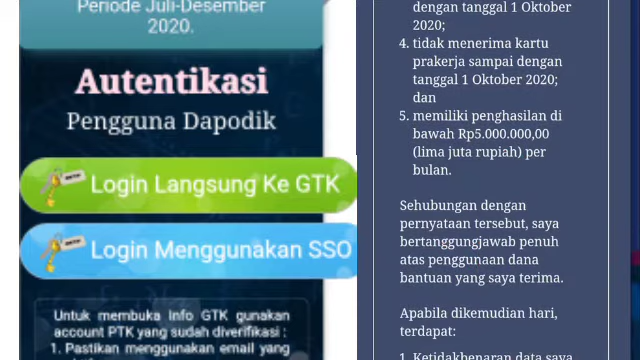 Periode Juli-Desember
2020.
Autentikasi
Pengguna Dapodik
Login Langsung Ke GTK
Login Menggunakan SSO
Untuk membuka Info GTK gunakan
account PTK yang sudah diverifikasi :
1. Pastikan menggunakan email yang
dengan tanggal 1 Oktober
2020;
4. tidak menerima kartu
prakerja sampai dengan
tanggal 1 Oktober 2020;
dan
5. memiliki penghasilan di
bawah Rp5.000.000,00
(lima juta rupiah) per
bulan.
Sehubungan dengan
pernyataan tersebut, saya
bertanggungjawab penuh
atas penggunaan dana
bantuan yang saya terima.
Apabila dikemudian hari,
terdapat:
1. Ketidakbenaran data saya